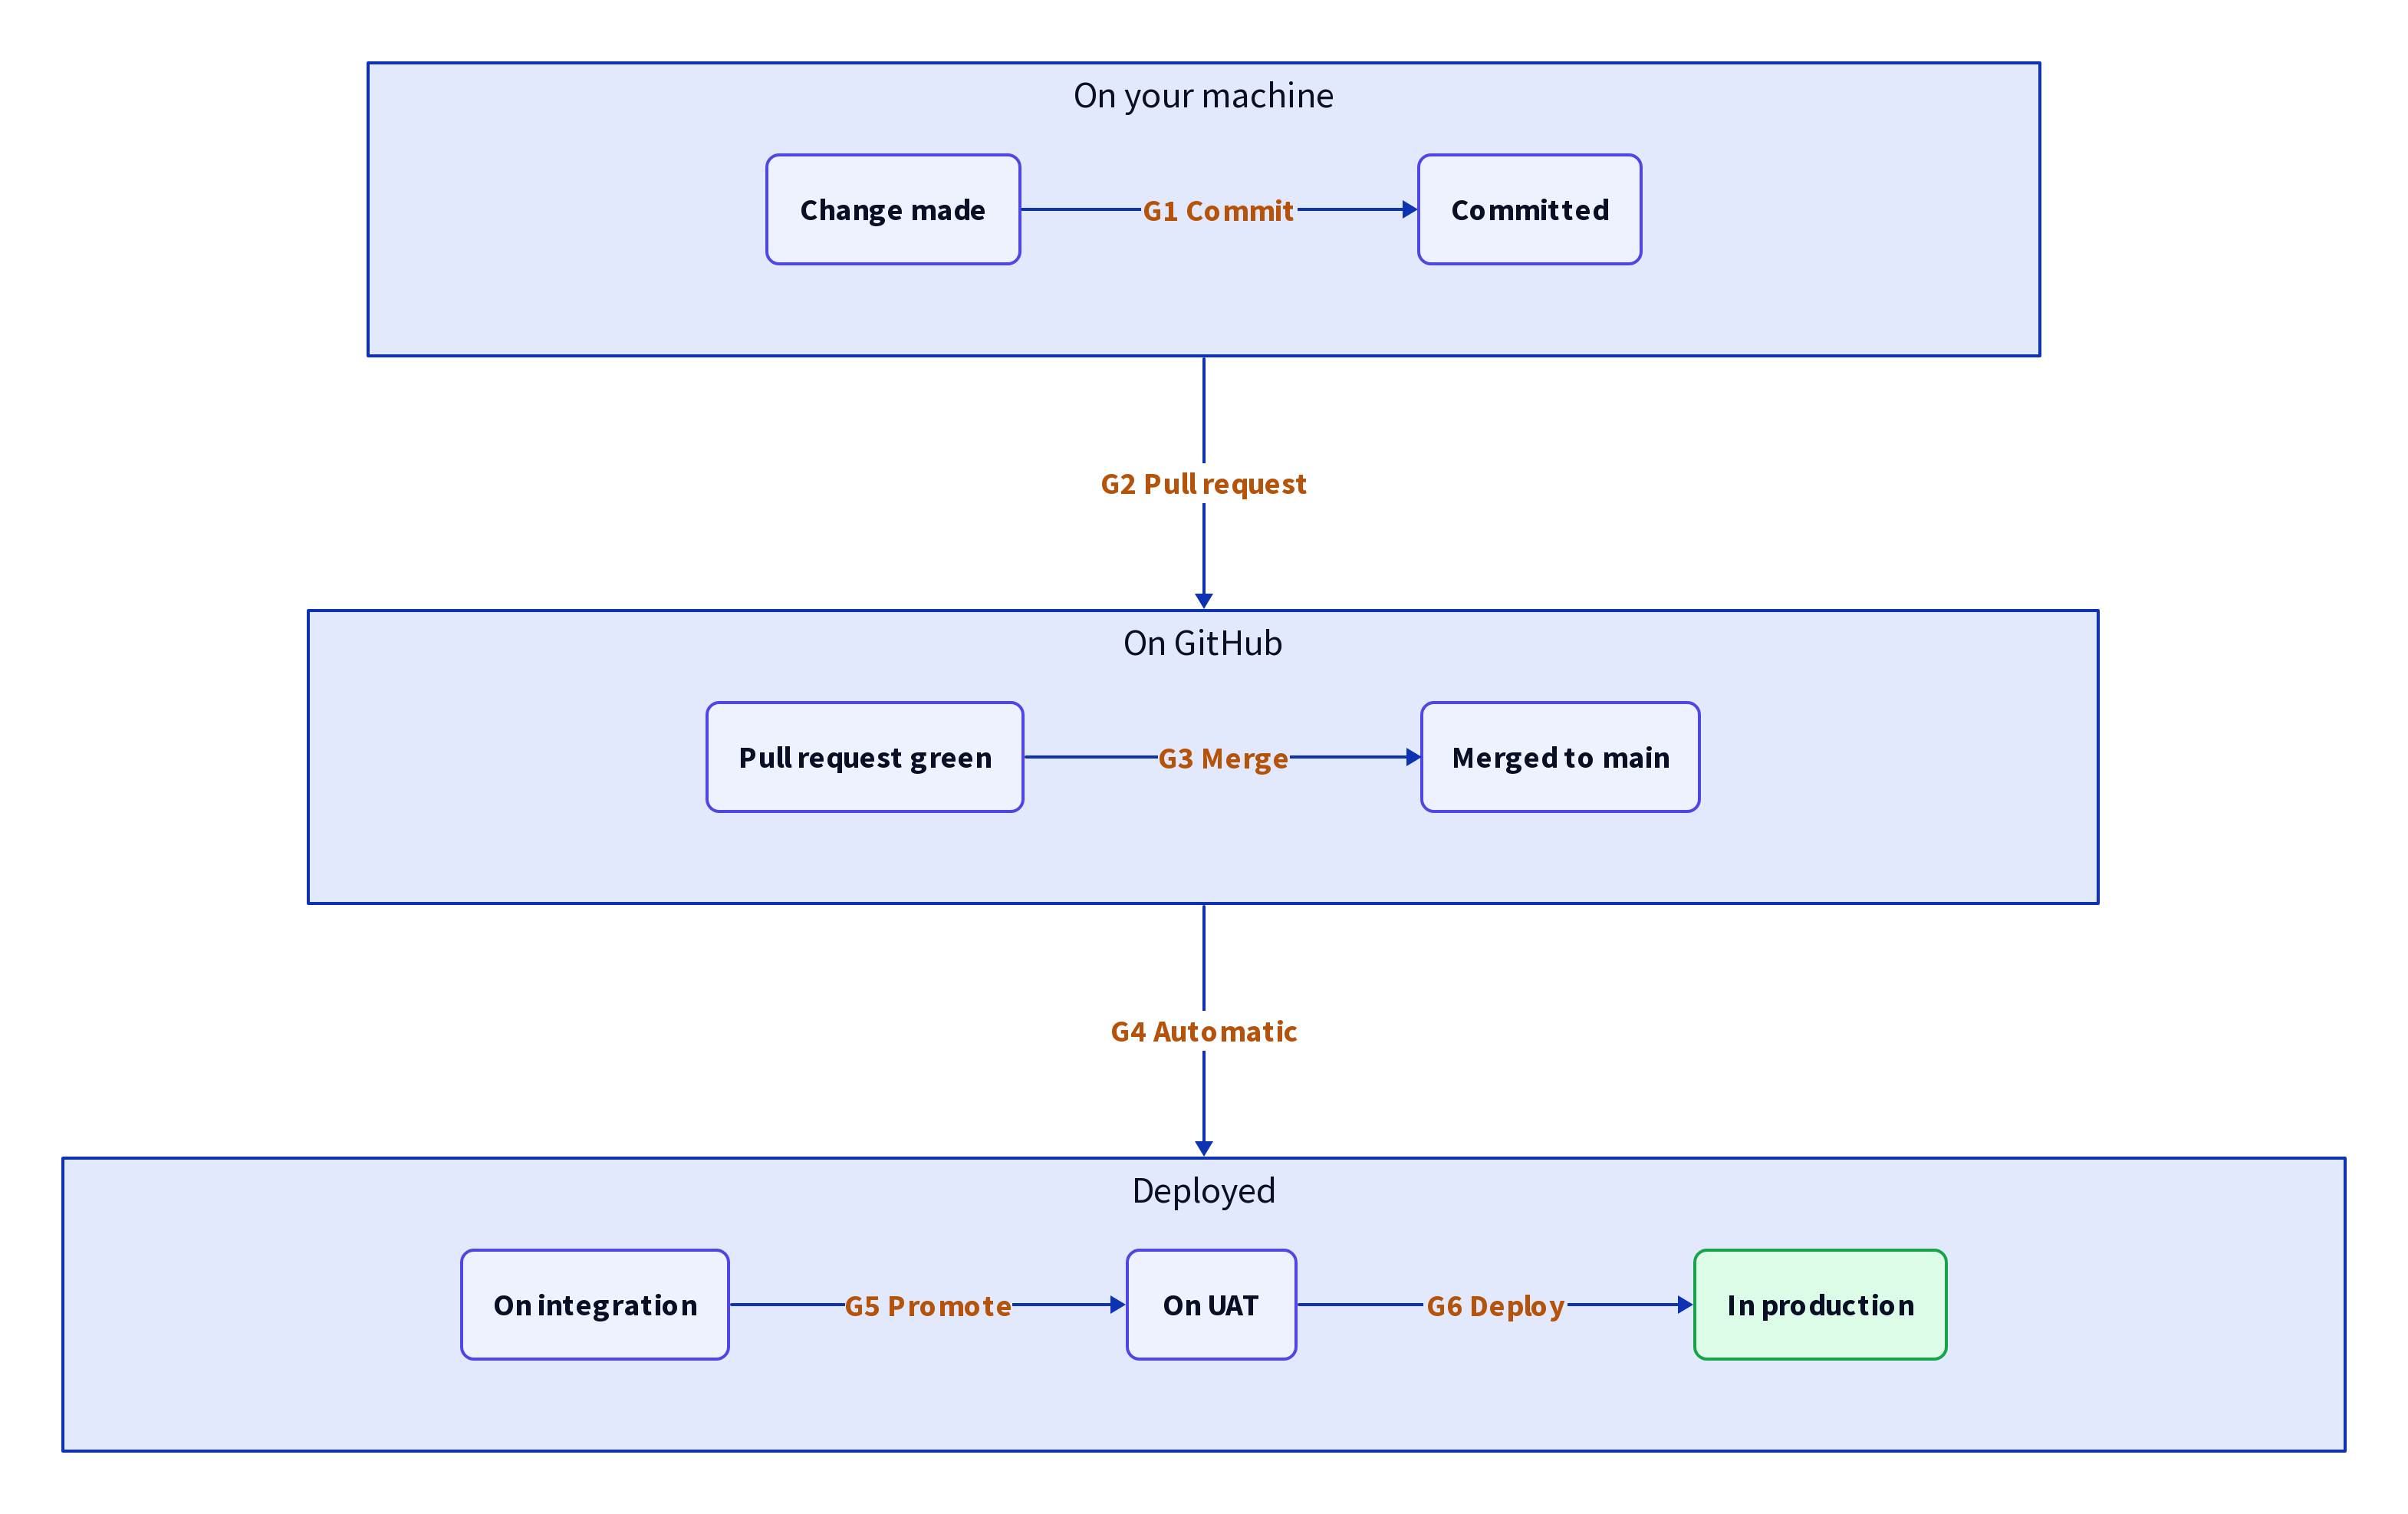 On your machine
Change made
G1 Commit
Committed
G2 Pull request
On GitHub
Pull request green
G3 Merge
Merged to main
G4 Automatic
Deployed
On integration
G5 Promote
On UAT
G6 Deploy
In production